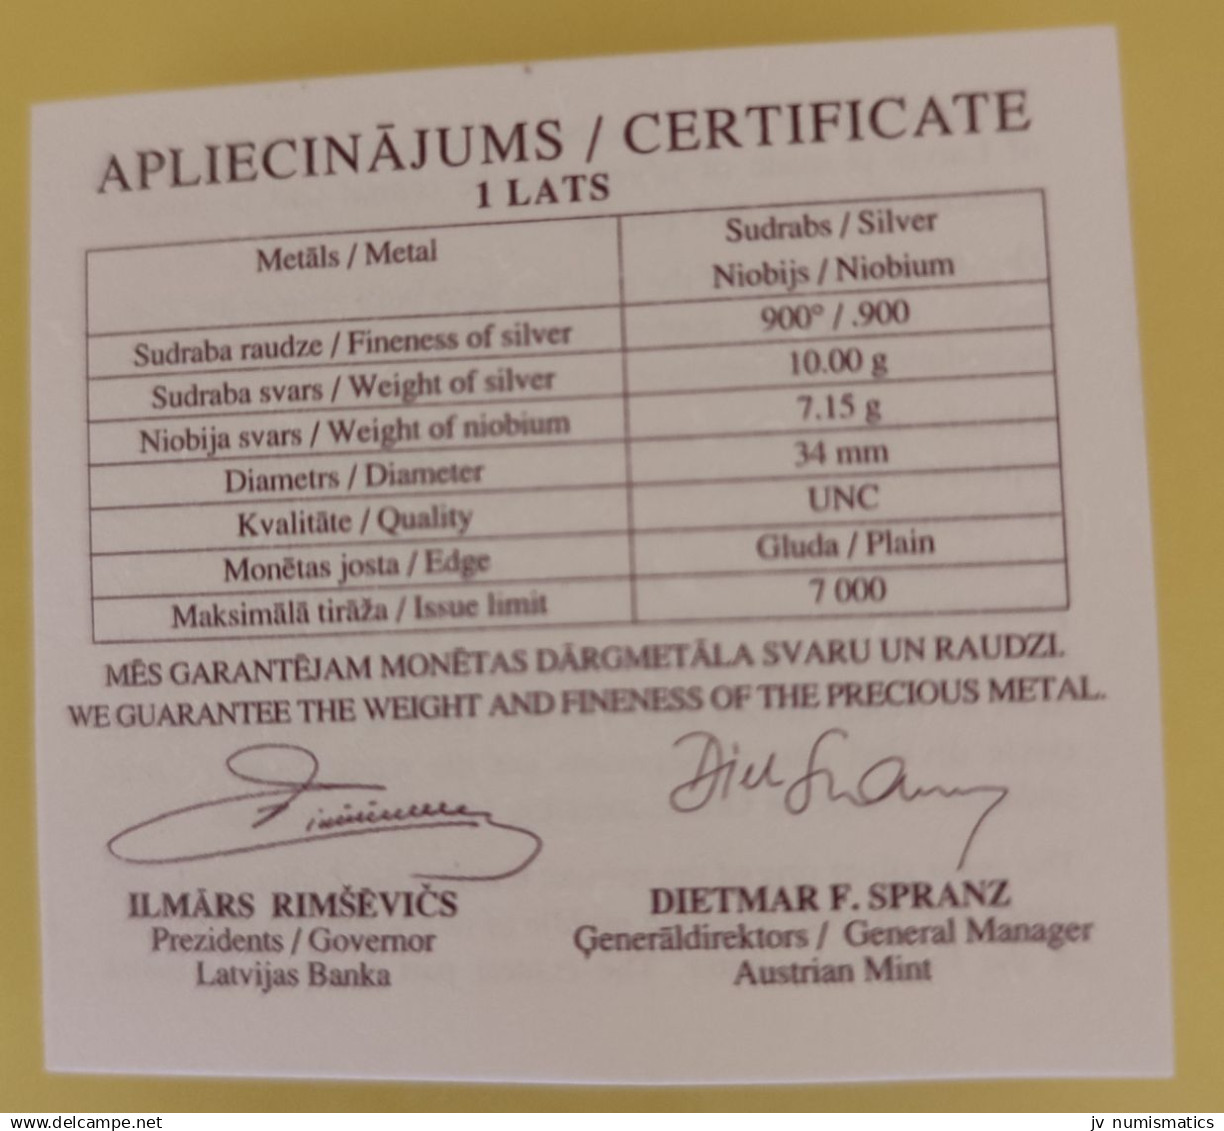 APLIECINĀJUMS / CERTIFICATE
1 LATS
Metāls / Metal
Sudrabs / Silver
Niobijs / Niobium
Sudraba raudze / Fineness of silver 900° / .900
Sudraba svars / Weight of silver 10.00 g
Niobija svars / Weight of niobium 7.15 g
Diametrs / Diameter 34 mm
Kvalitāte / Quality UNC
Monētas josta / Edge Gluda / Plain
Maksimālā tirāža / Issue limit 7 000
MĒS GARANTĒJAM MONĒTAS DĀRGMETĀLA SVARU UN RAUDZI.
WE GUARANTEE THE WEIGHT AND FINENESS OF THE PRECIOUS METAL.
ILMĀRS RIMŠĒVIČS
Prezidents / Governor
Latvijas Banka
DIETMAR F. SPRANZ
Ģenerāldirektors / General Manager
Austrian Mint
www.delcampe.net
jv numismatics